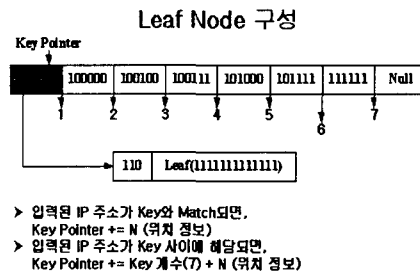 Leaf Node 구성
Key Pointer
100000 100100 100111 101000 101111 111111 Null
1 2 3 4 5 6 7
110 Leaf(1111111111111)
➤ 입력된 IP 주소가 Key와 Match되면,
Key Pointer += N (위치 정보)
➤ 입력된 IP 주소가 Key 사이에 해당되면,
Key Pointer += Key 개수(7) + N (위치 정보)